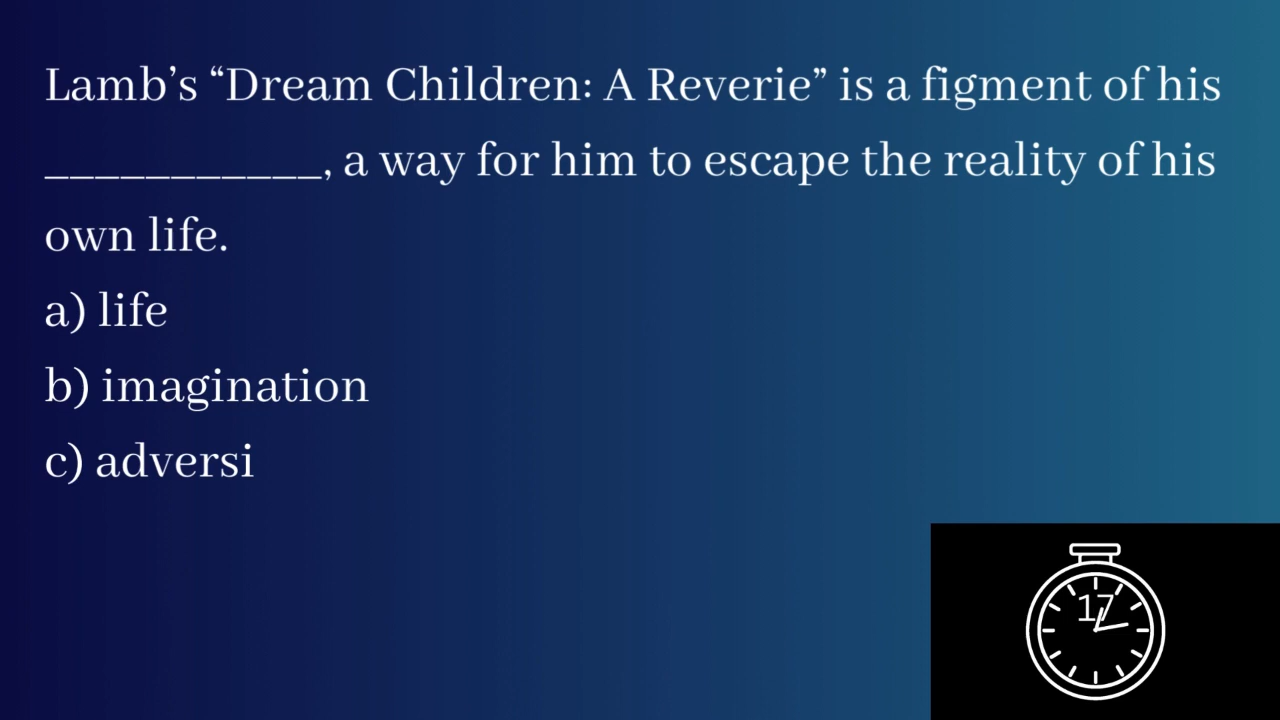 Lamb’s “Dream Children: A Reverie” is a figment of his
___________, a way for him to escape the reality of his
own life.
a) life
b) imagination
c) adversi
17